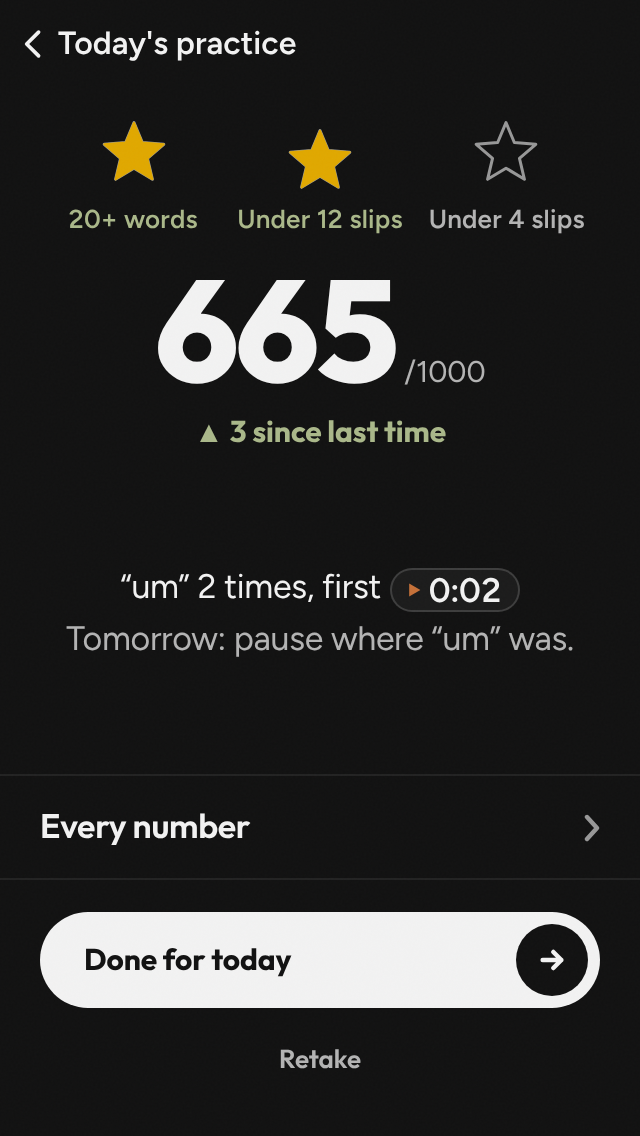 Today's practice
20+ words
Under 12 slips
Under 4 slips
665/1000
▲ 3 since last time
“um” 2 times, first 0:02
Tomorrow: pause where “um” was.
Every number
Done for today
Retake